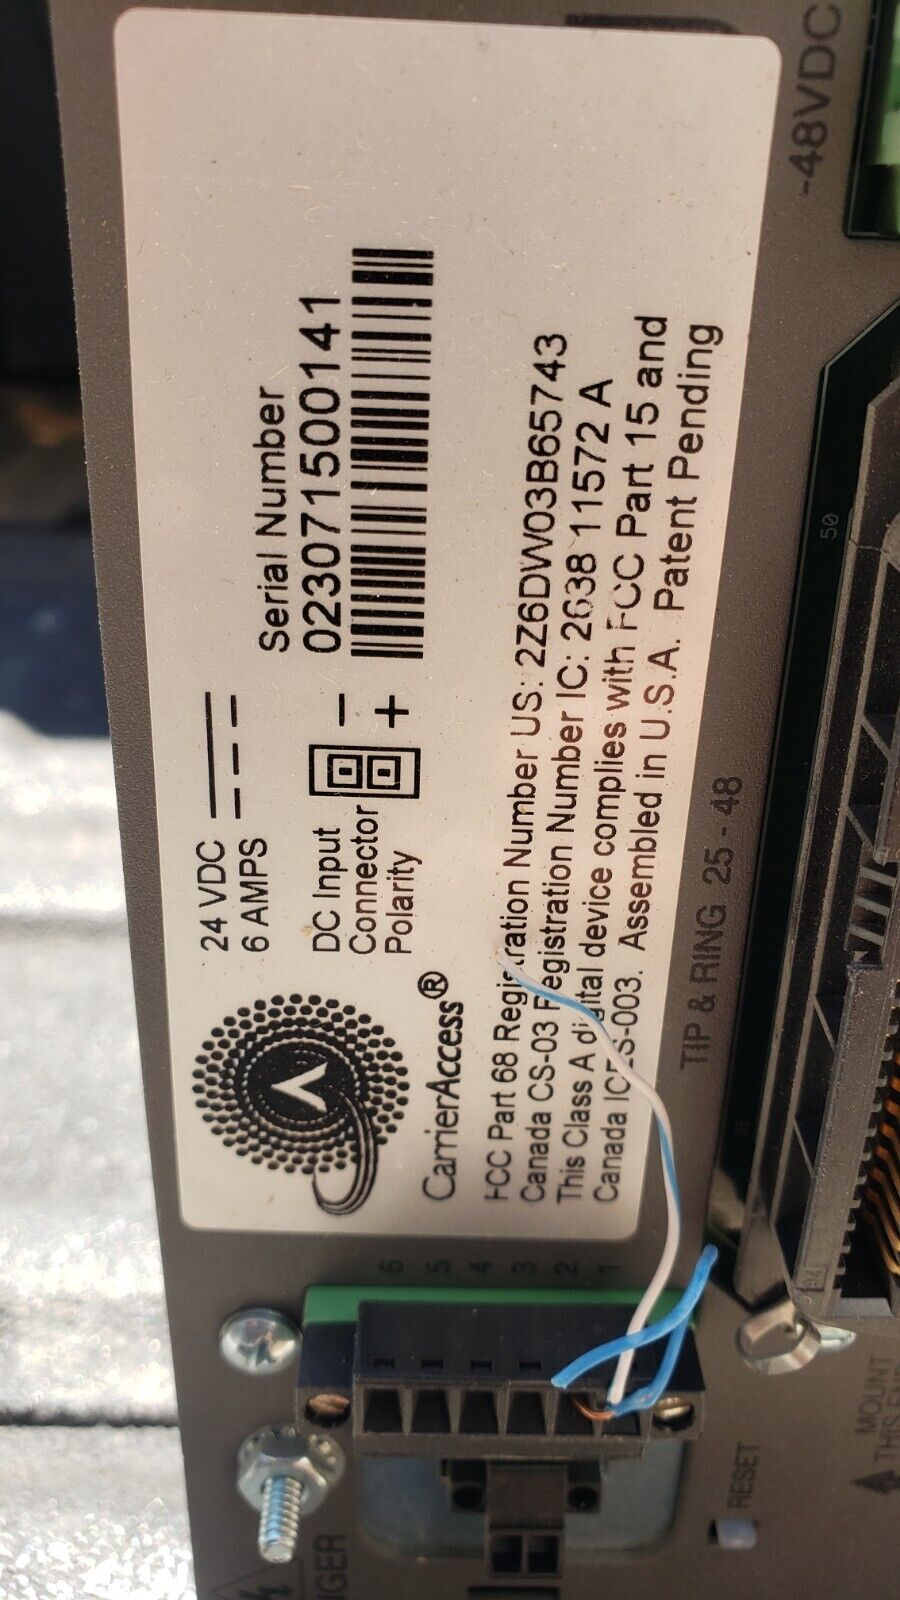 24 VDC
6 AMPS
DC Input
Connector
Polarity
−
+
Serial Number
023071500141
CarrierAccess®
FCC Part 68 Registration Number US: 2Z6DW03B65743
Canada CS-03 Registration Number IC: 2638 11572 A
This Class A digital device complies with FCC Part 15 and
Canada ICES-003. Assembled in U.S.A. Patent Pending
-48VDC
TIP & RING 25 - 48
50
6 5 4 3 2 1
RESET
MOUNT
THIS